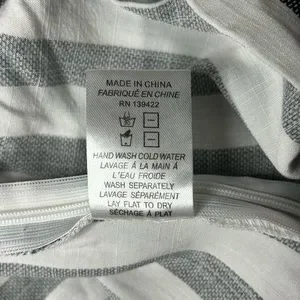 MADE IN CHINA
FABRIQUÉ EN CHINE
RN 139422
HAND WASH COLD WATER
LAVAGE À LA MAIN À
L'EAU FROIDE
WASH SEPARATELY
LAVAGE SÉPARÉMENT
LAY FLAT TO DRY
SÉCHAGE À PLAT